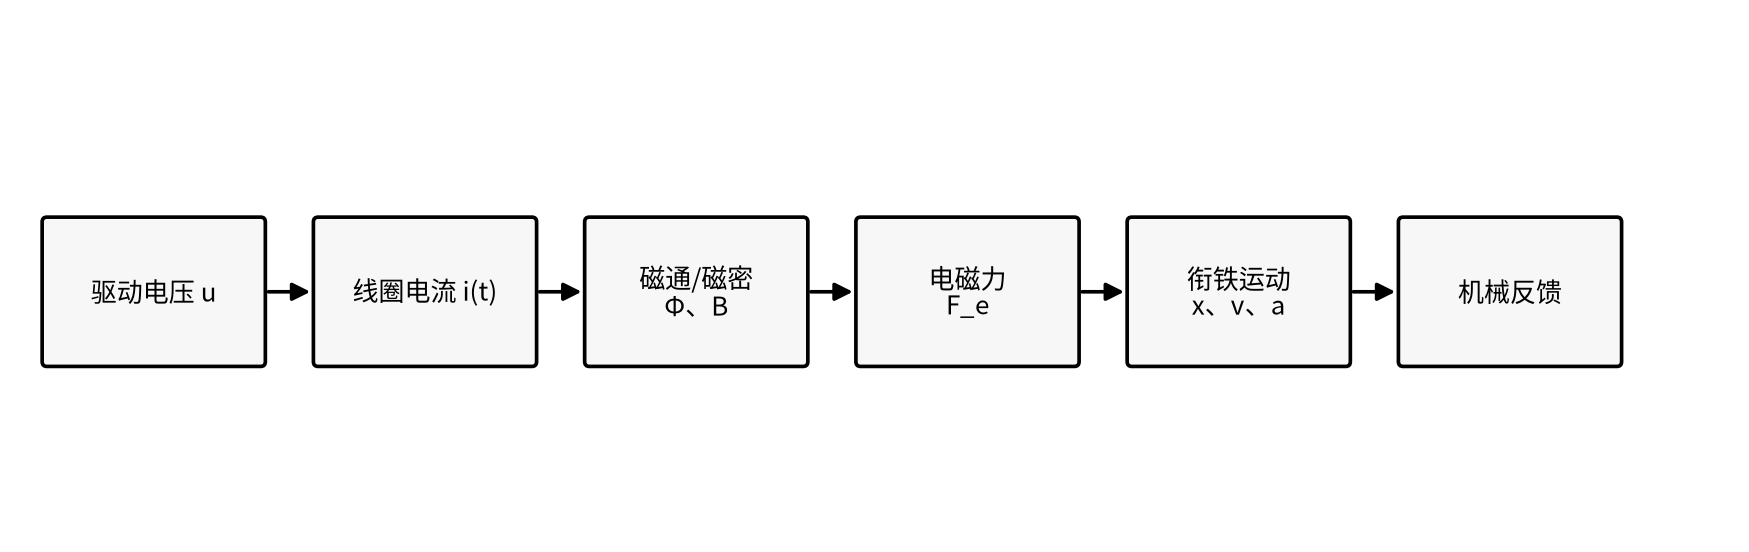 驱动电压 u
线圈电流 i(t)
磁通/磁密
Φ、B
电磁力
F_e
衔铁运动
x、v、a
机械反馈